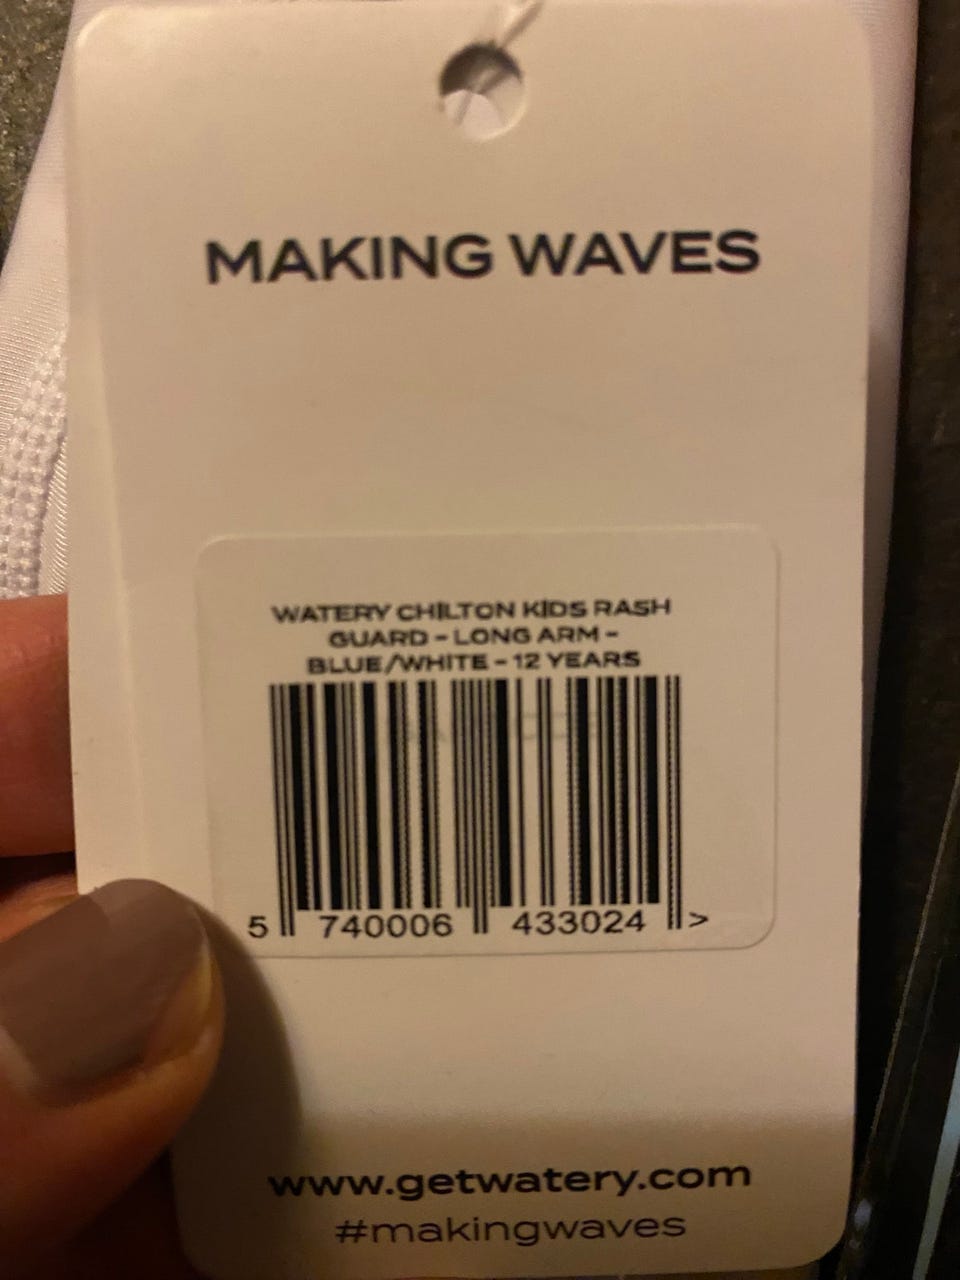 MAKING WAVES
WATERY CHILTON KIDS RASH
GUARD - LONG ARM -
BLUE/WHITE - 12 YEARS
5 740006 433024 >
www.getwatery.com
#makingwaves